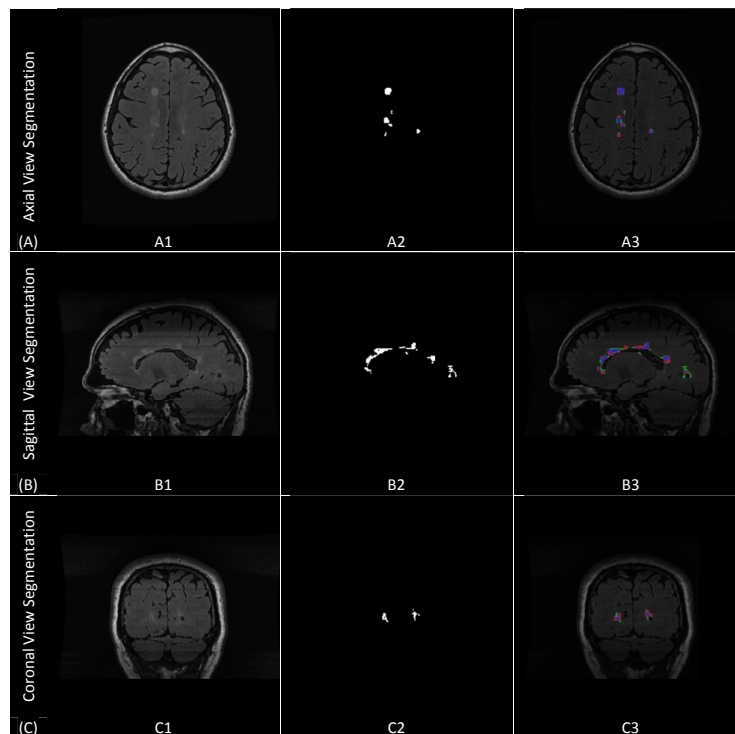 Axial View Segmentation
(A)
A1
A2
A3
Sagittal View Segmentation
(B)
B1
B2
B3
Coronal View Segmentation
(C)
C1
C2
C3